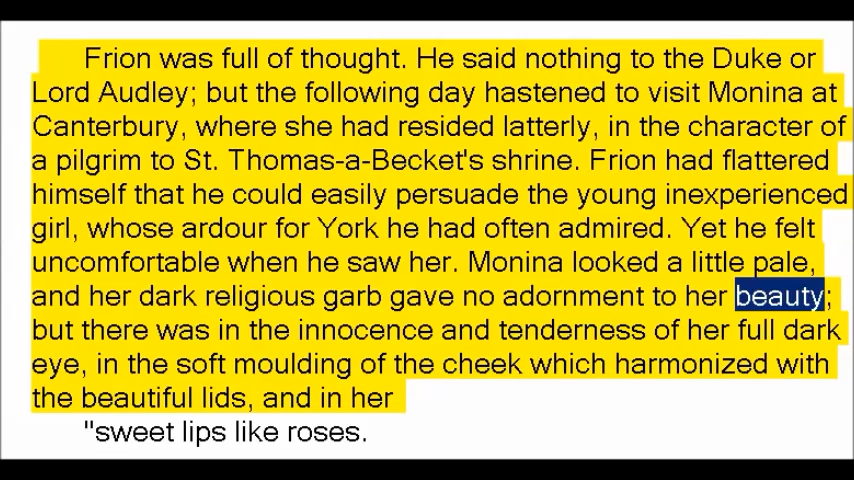 Frion was full of thought. He said nothing to the Duke or
Lord Audley; but the following day hastened to visit Monina at
Canterbury, where she had resided latterly, in the character of
a pilgrim to St. Thomas-a-Becket's shrine. Frion had flattered
himself that he could easily persuade the young inexperienced
girl, whose ardour for York he had often admired. Yet he felt
uncomfortable when he saw her. Monina looked a little pale,
and her dark religious garb gave no adornment to her beauty;
but there was in the innocence and tenderness of her full dark
eye, in the soft moulding of the cheek which harmonized with
the beautiful lids, and in her
"sweet lips like roses.